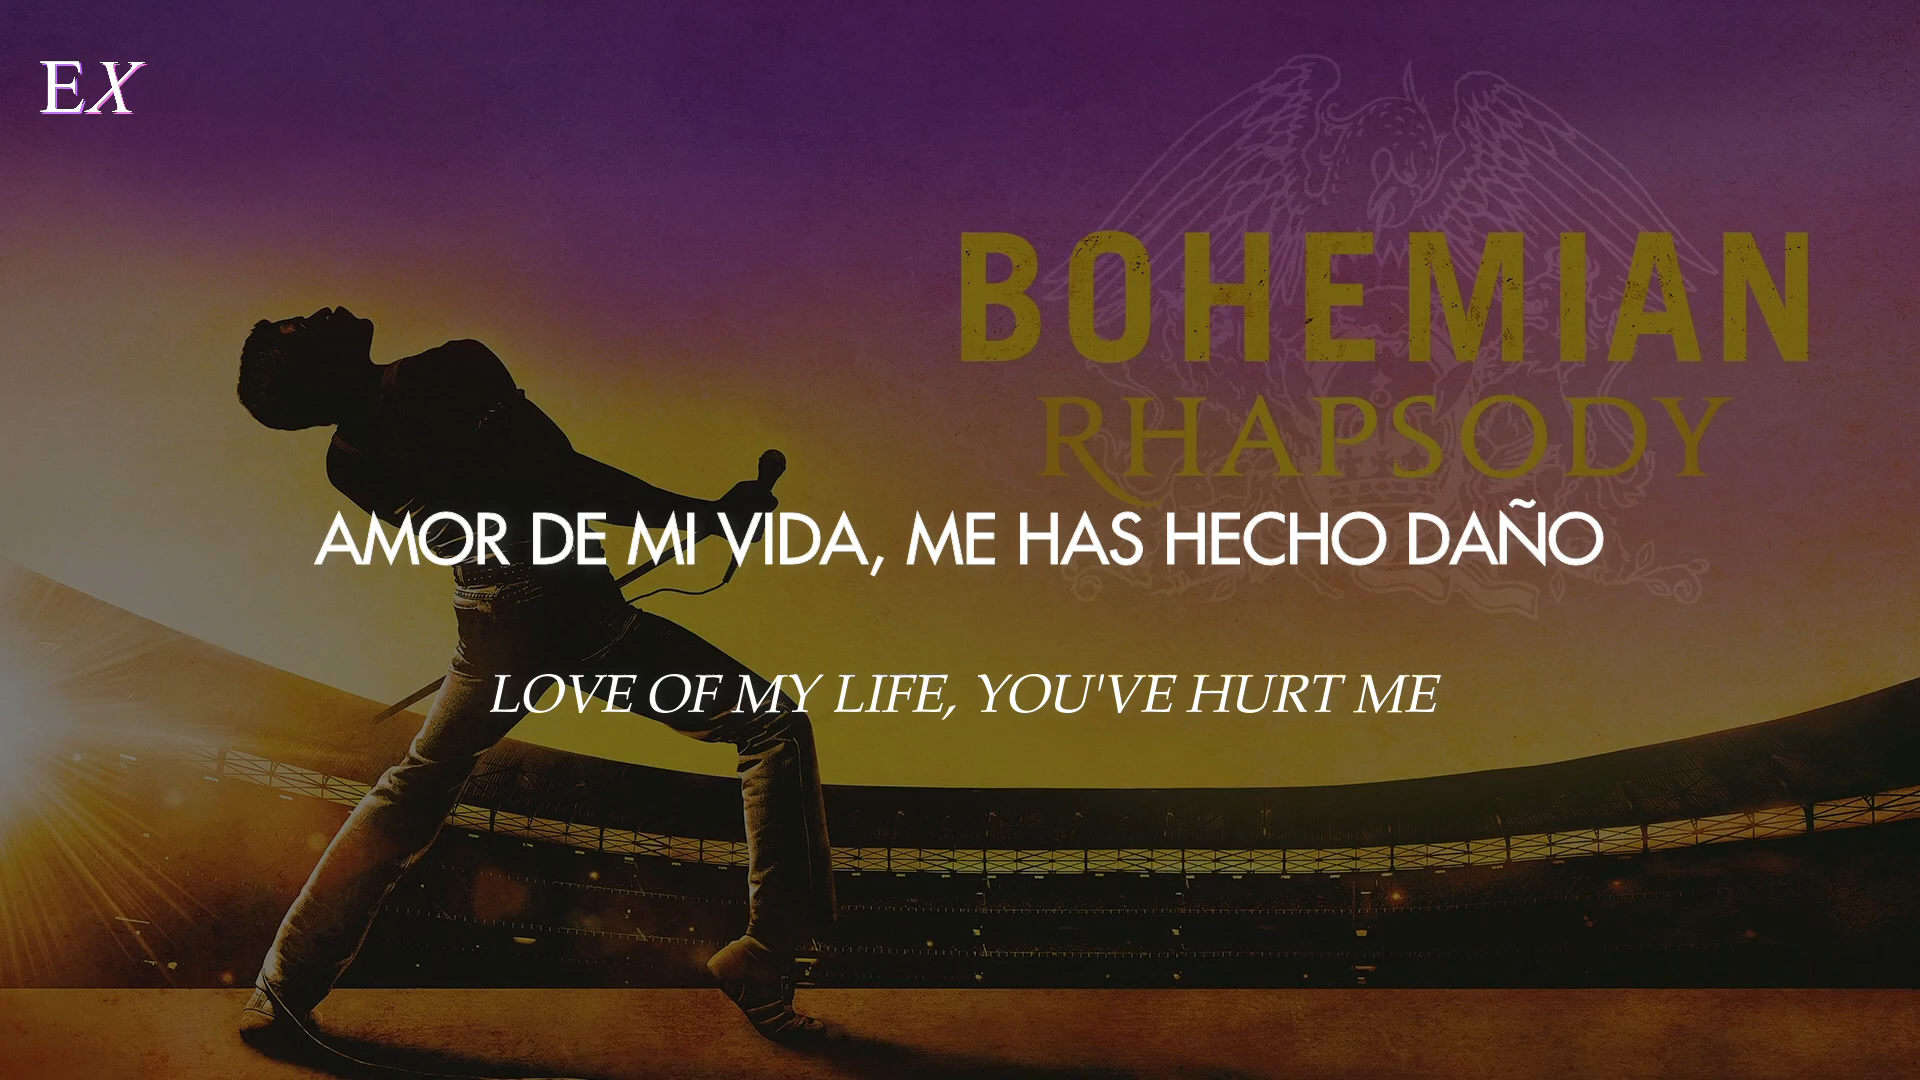 EX
BOHEMIAN
RHAPSODY
AMOR DE MI VIDA, ME HAS HECHO DAÑO
LOVE OF MY LIFE, YOU'VE HURT ME